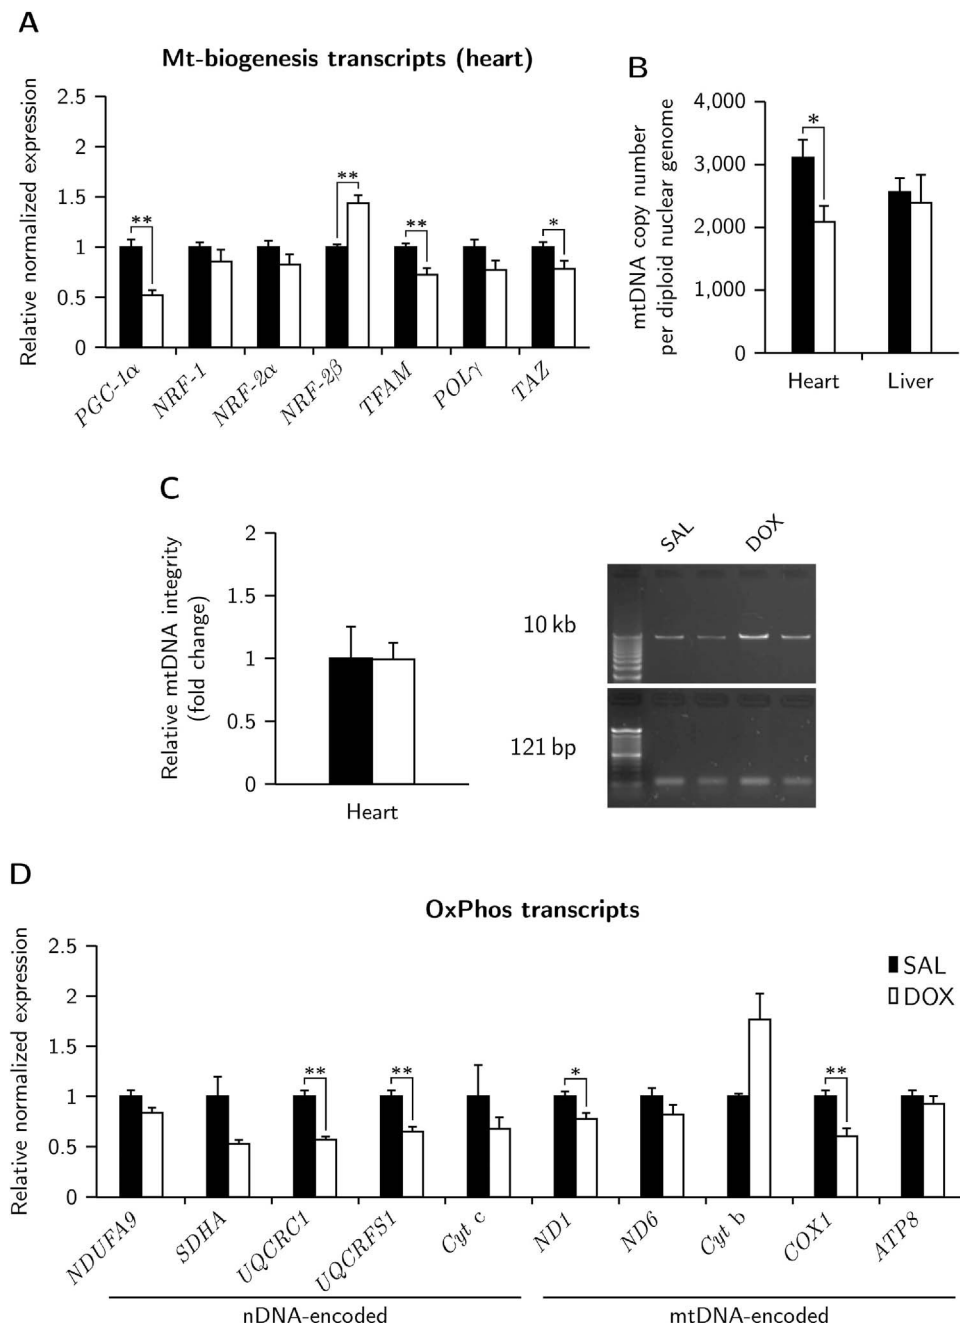 A
Mt-biogenesis transcripts (heart)
Relative normalized expression
2.5
2
1.5
1
0.5
0
**
**
**
*
PGC-1α
NRF-1
NRF-2α
NRF-2β
TFAM
POLγ
TAZ
B
mtDNA copy number
per diploid nuclear genome
4,000
3,000
2,000
1,000
0
*
Heart
Liver
C
Relative mtDNA integrity
(fold change)
2
1.5
1
0.5
0
Heart
SAL
DOX
10 kb
121 bp
D
OxPhos transcripts
Relative normalized expression
2.5
2
1.5
1
0.5
0
**
**
*
**
SAL
DOX
NDUFA9
SDHA
UQCRC1
UQCRFS1
Cyt c
ND1
ND6
Cyt b
COX1
ATP8
nDNA-encoded
mtDNA-encoded